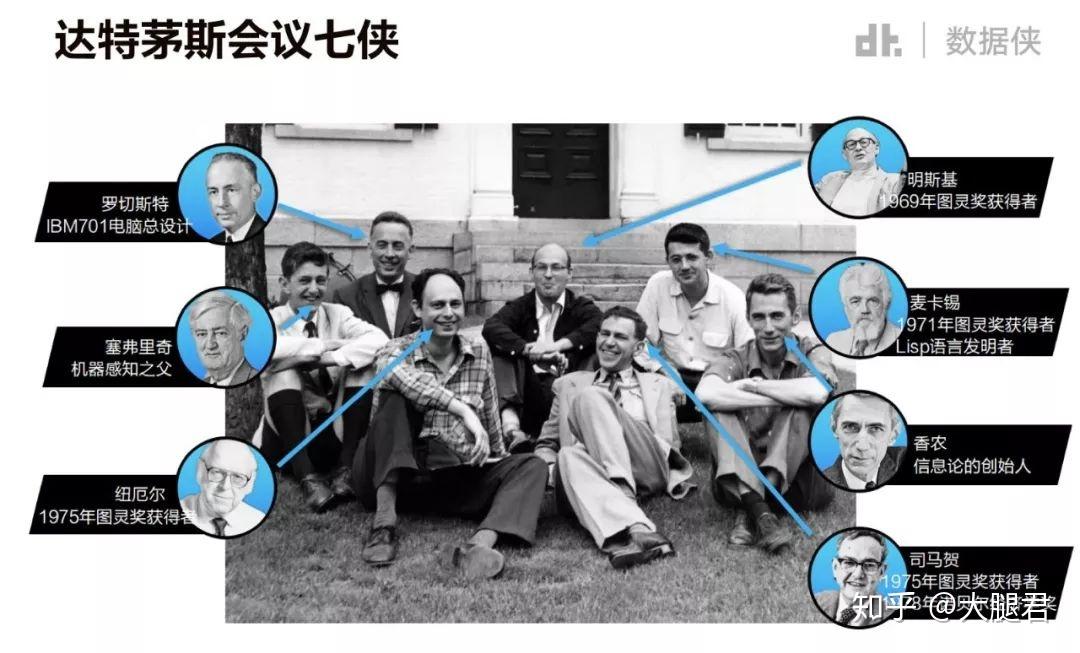 达特茅斯会议七侠
dt.
数据侠
罗切斯特
IBM701电脑总设计
塞弗里奇
机器感知之父
纽厄尔
1975年图灵奖获得者
明斯基
1969年图灵奖获得者
麦卡锡
1971年图灵奖获得者
Lisp语言发明者
香农
信息论的创始人
司马贺
1975年图灵奖获得者
知乎 @大腿君